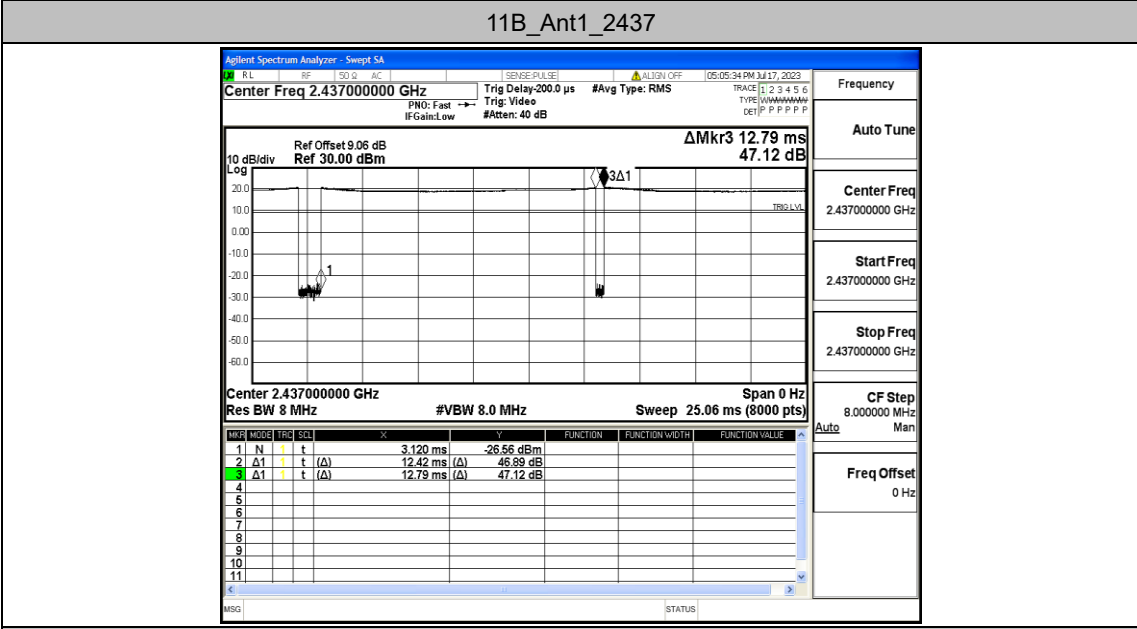 11B_Ant1_2437
Agilent Spectrum Analyzer - Swept SA
RL RF 50 Ω AC SENSE:PULSE ALIGN OFF 05:05:34 PM Jul 17, 2023
Center Freq 2.437000000 GHz Trig Delay-200.0 µs #Avg Type: RMS TRACE 1 2 3 4 5 6
PNO: Fast Trig: Video TYPE
IFGain:Low #Atten: 40 dB DET P P P P P P
Frequency
ΔMkr3 12.79 ms
47.12 dB
Ref Offset 9.06 dB
10 dB/div Ref 30.00 dBm
Log
20.0
10.0
0.00
-10.0
-20.0
-30.0
-40.0
-50.0
-60.0
3Δ1
TRIG LVL
1
Center 2.437000000 GHz Span 0 Hz
Res BW 8 MHz #VBW 8.0 MHz Sweep 25.06 ms (8000 pts)
MKR MODE TRC SCL X Y FUNCTION FUNCTION WIDTH FUNCTION VALUE
1 N 1 t 3.120 ms -26.56 dBm
2 Δ1 1 t (Δ) 12.42 ms (Δ) 46.89 dB
3 Δ1 1 t (Δ) 12.79 ms (Δ) 47.12 dB
4
5
6
7
8
9
10
11
MSG STATUS
Auto Tune
Center Freq
2.437000000 GHz
Start Freq
2.437000000 GHz
Stop Freq
2.437000000 GHz
CF Step
8.000000 MHz
Auto Man
Freq Offset
0 Hz